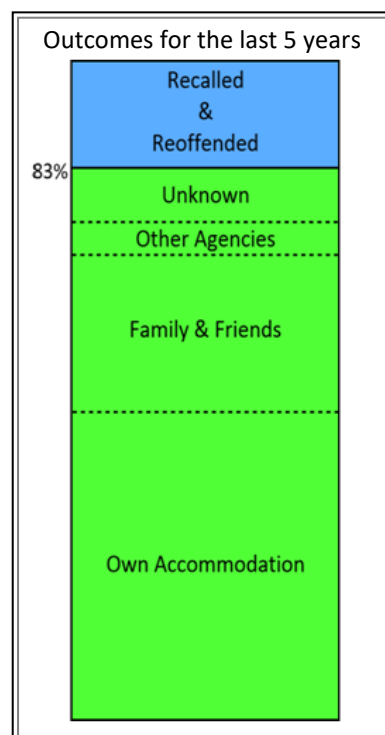 Outcomes for the last 5 years
Recalled
&
Reoffended
83%
Unknown
Other Agencies
Family & Friends
Own Accommodation